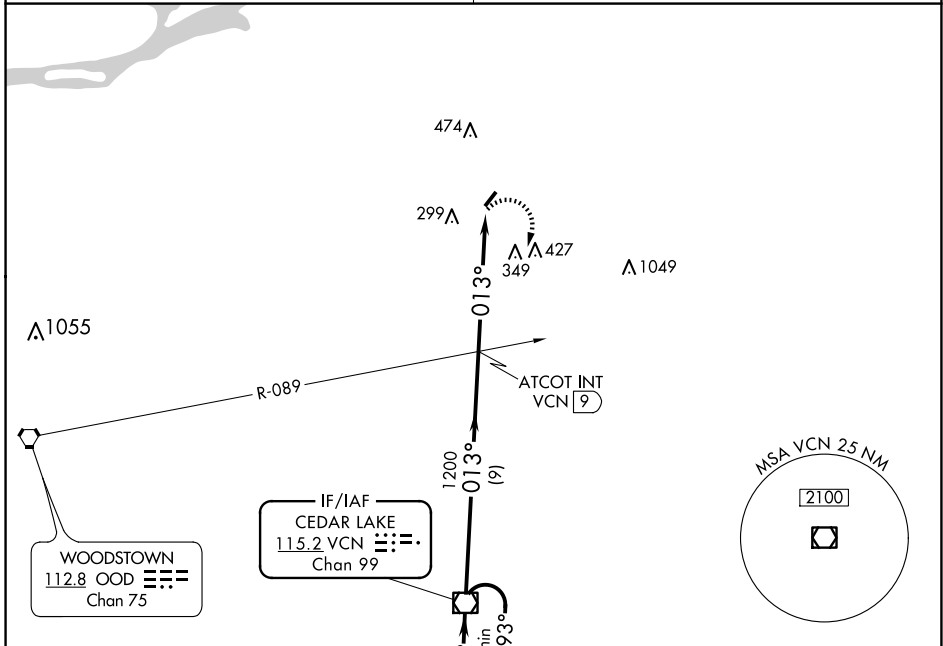 474
299
427
349
1049
013°
1055
R-089
ATCOT INT
VCN 9
1200
013°
(9)
MSA VCN 25 NM
2100
IF/IAF
CEDAR LAKE
115.2 VCN
Chan 99
WOODSTOWN
112.8 OOD
Chan 75